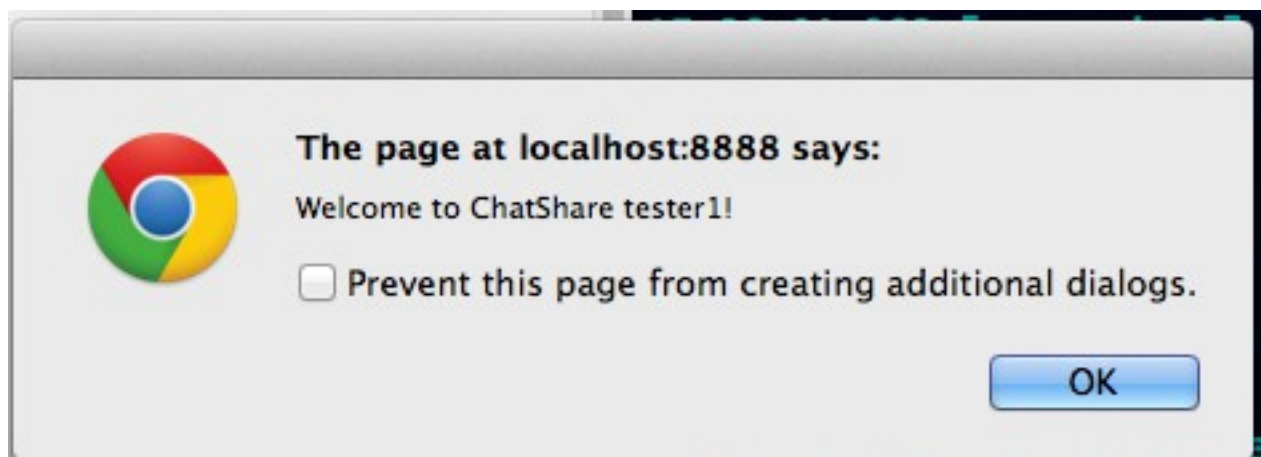 The page at localhost:8888 says:
Welcome to ChatShare tester1!
Prevent this page from creating additional dialogs.
OK